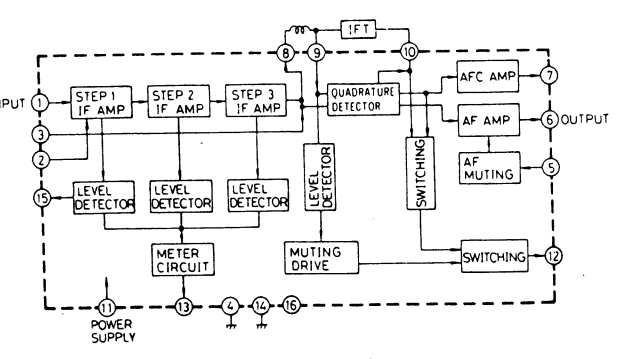 IFT
8
9
10
PUT
1
STEP 1
IF AMP
STEP 2
IF AMP
STEP 3
IF AMP
QUADRATURE
DETECTOR
AFC AMP
7
3
AF AMP
6
OUTPUT
2
LEVEL
DETECTOR
SWITCHING
AF
MUTING
5
15
LEVEL
DETECTOR
LEVEL
DETECTOR
LEVEL
DETECTOR
METER
CIRCUIT
MUTING
DRIVE
SWITCHING
12
11
13
4
14
16
POWER
SUPPLY